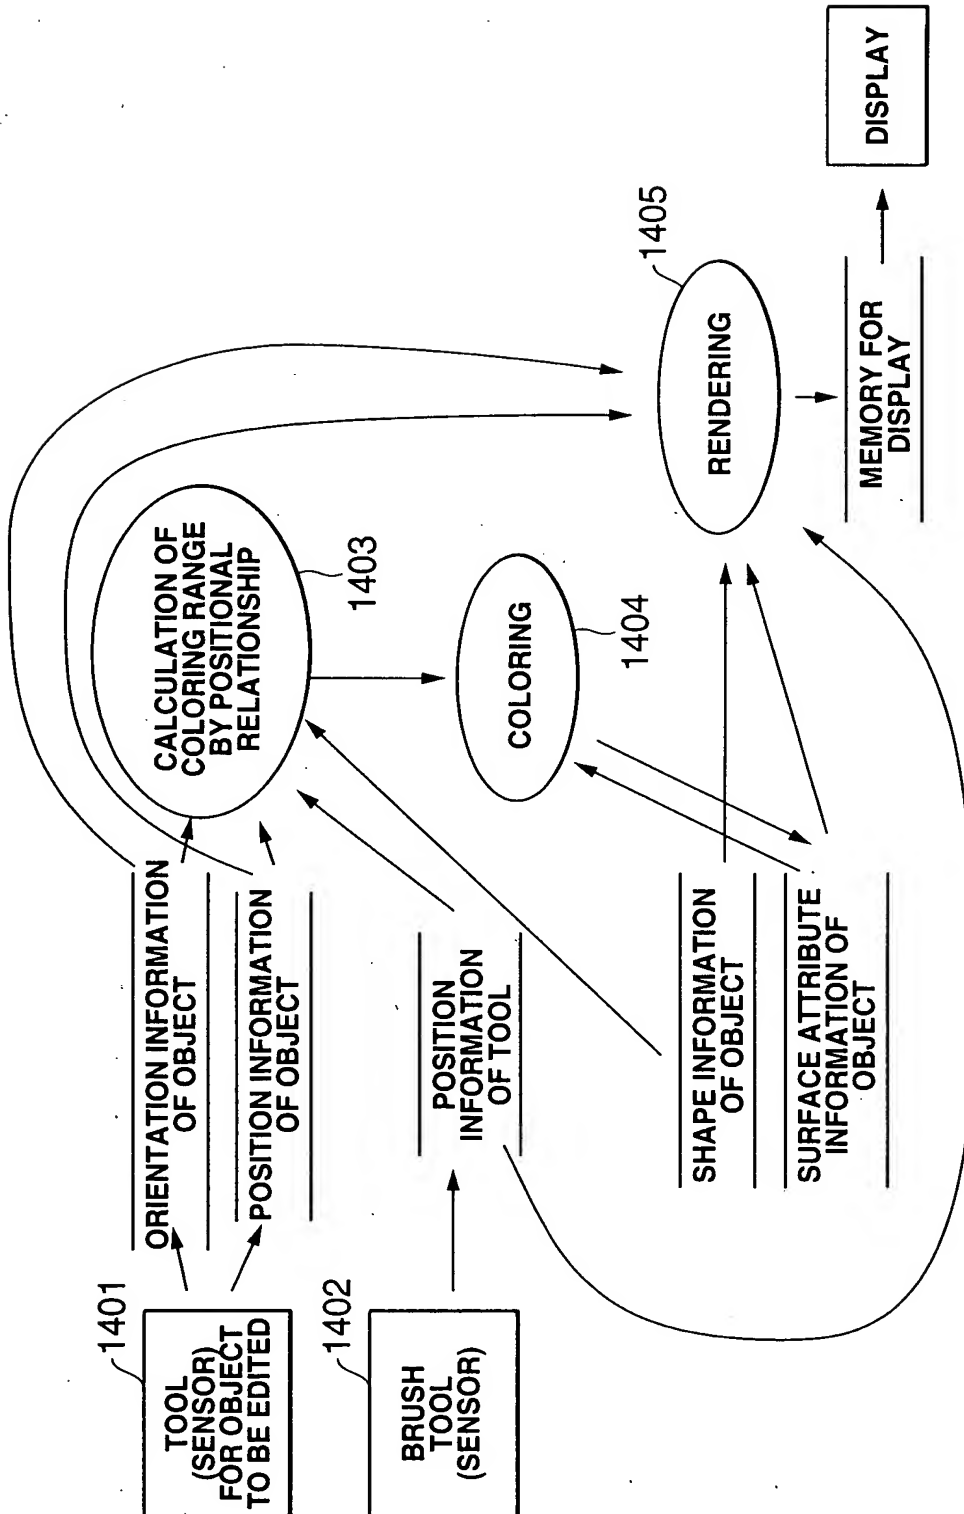 1401
TOOL
(SENSOR)
FOR OBJECT
TO BE EDITED
1402
BRUSH
TOOL
(SENSOR)
ORIENTATION INFORMATION
OF OBJECT
POSITION INFORMATION
OF OBJECT
POSITION
INFORMATION
OF TOOL
SHAPE INFORMATION
OF OBJECT
SURFACE ATTRIBUTE
INFORMATION OF
OBJECT
CALCULATION OF
COLORING RANGE
BY POSITIONAL
RELATIONSHIP
1403
COLORING
1404
1405
RENDERING
MEMORY FOR
DISPLAY
DISPLAY